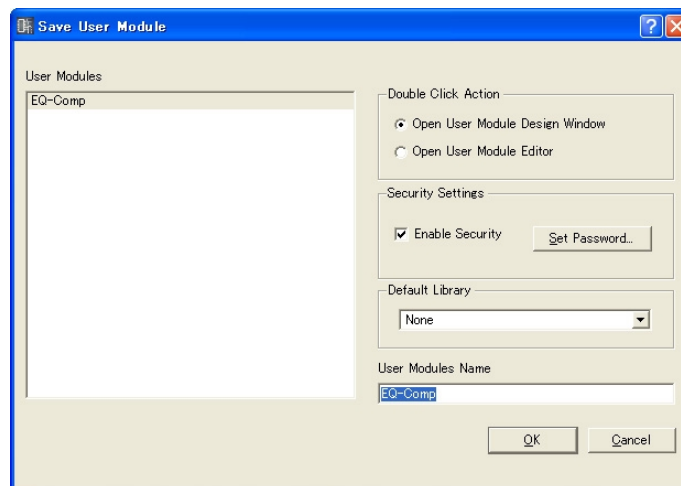 Save User Module
User Modules
EQ-Comp
Double Click Action
Open User Module Design Window
Open User Module Editor
Security Settings
Enable Security
Set Password...
Default Library
None
User Modules Name
EQ-Comp
OK
Cancel